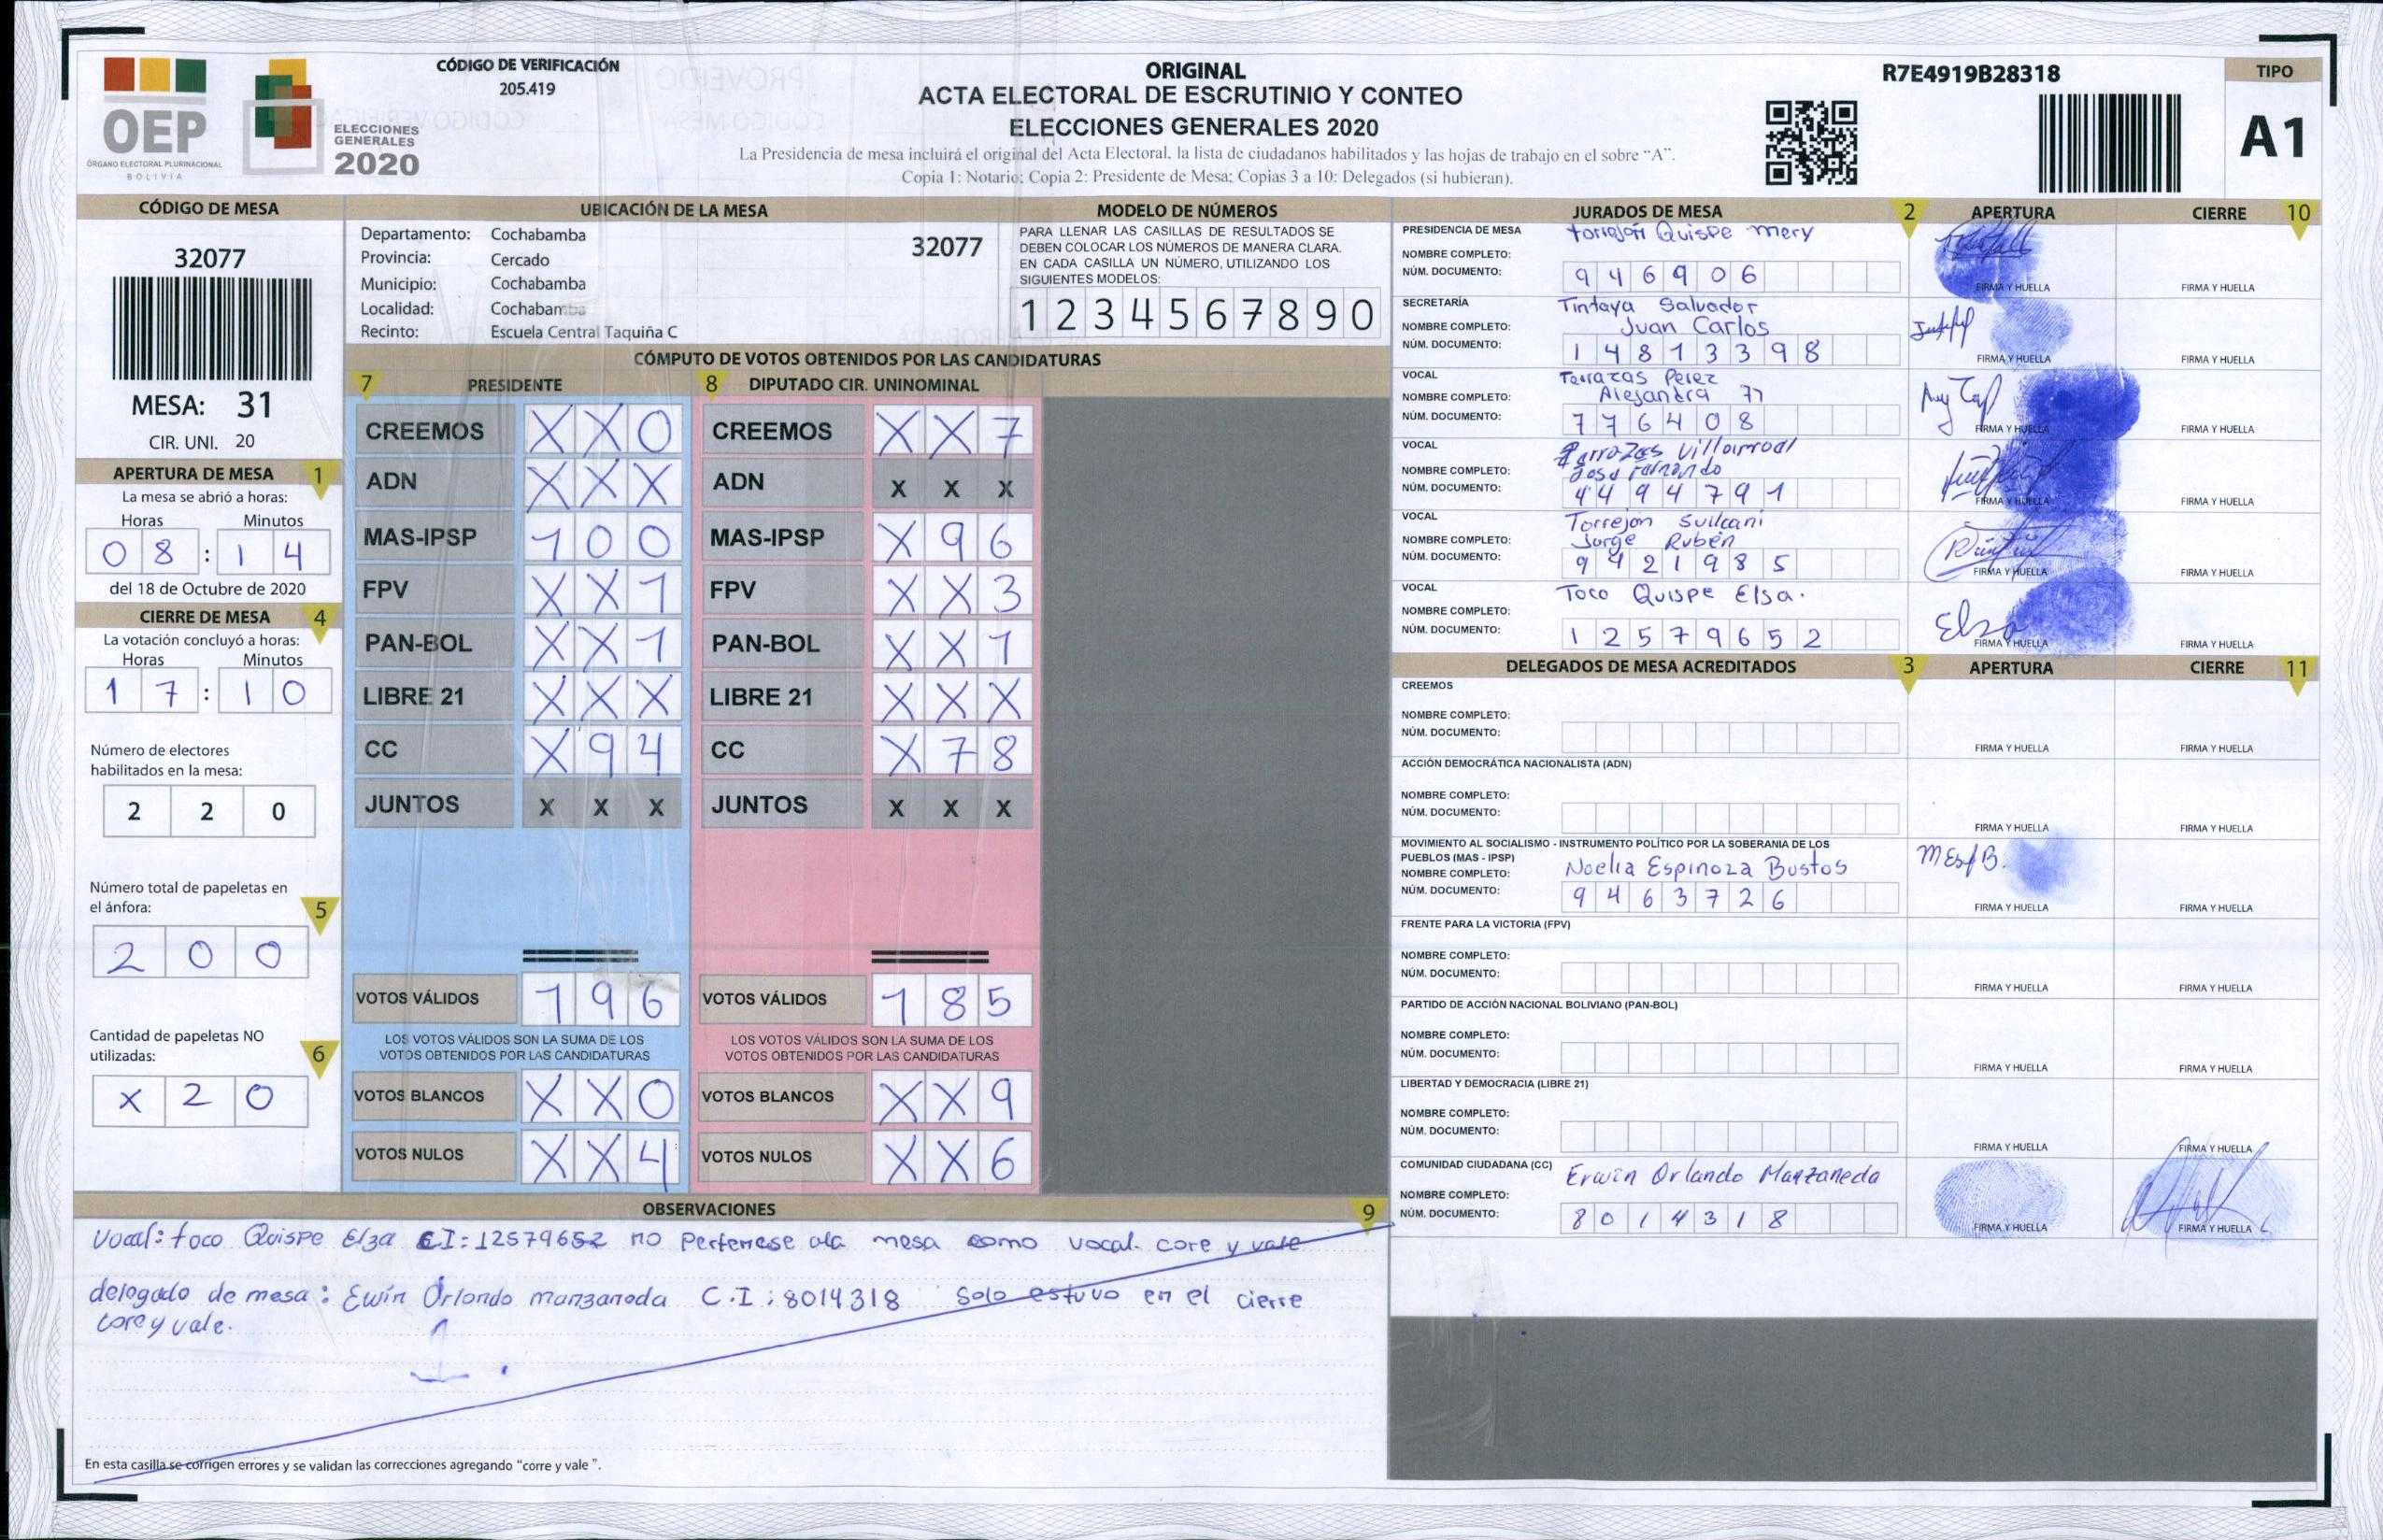 OEP
ÓRGANO ELECTORAL PLURINACIONAL
BOLIVIA
ELECCIONES
GENERALES
2020
CÓDIGO DE VERIFICACIÓN
205.419
ORIGINAL
ACTA ELECTORAL DE ESCRUTINIO Y CONTEO
ELECCIONES GENERALES 2020
La Presidencia de mesa incluirá el original del Acta Electoral, la lista de ciudadanos habilitados y las hojas de trabajo en el sobre “A”.
Copia 1: Notario; Copia 2: Presidente de Mesa; Copias 3 a 10: Delegados (si hubieran).
R7E4919B28318
TIPO
A1
CÓDIGO DE MESA
32077
MESA: 31
CIR. UNI. 20
APERTURA DE MESA 1
La mesa se abrió a horas:
Horas Minutos
0 8 : 1 4
del 18 de Octubre de 2020
CIERRE DE MESA 4
La votación concluyó a horas:
Horas Minutos
1 7 : 1 0
Número de electores
habilitados en la mesa:
2 2 0
Número total de papeletas en
el ánfora: 5
2 0 0
Cantidad de papeletas NO
utilizadas: 6
x 2 0
UBICACIÓN DE LA MESA
Departamento: Cochabamba 32077
Provincia: Cercado
Municipio: Cochabamba
Localidad: Cochabamba
Recinto: Escuela Central Taquiña C
MODELO DE NÚMEROS
PARA LLENAR LAS CASILLAS DE RESULTADOS SE
DEBEN COLOCAR LOS NÚMEROS DE MANERA CLARA.
EN CADA CASILLA UN NÚMERO, UTILIZANDO LOS
SIGUIENTES MODELOS:
1 2 3 4 5 6 7 8 9 0
CÓMPUTO DE VOTOS OBTENIDOS POR LAS CANDIDATURAS
7 PRESIDENTE 8 DIPUTADO CIR. UNINOMINAL
CREEMOS X X 0 CREEMOS X X 7
ADN X X X ADN X X X
MAS-IPSP 1 0 0 MAS-IPSP X 9 6
FPV X X 1 FPV X X 3
PAN-BOL X X 1 PAN-BOL X X 1
LIBRE 21 X X X LIBRE 21 X X X
CC X 9 4 CC X 7 8
JUNTOS X X X JUNTOS X X X
VOTOS VÁLIDOS 1 9 6 VOTOS VÁLIDOS 1 8 5
LOS VOTOS VÁLIDOS SON LA SUMA DE LOS LOS VOTOS VÁLIDOS SON LA SUMA DE LOS
VOTOS OBTENIDOS POR LAS CANDIDATURAS VOTOS OBTENIDOS POR LAS CANDIDATURAS
VOTOS BLANCOS X X 0 VOTOS BLANCOS X X 9
VOTOS NULOS X X 4 VOTOS NULOS X X 6
OBSERVACIONES 9
Vocal: toco Quispe Elza CI: 12579652 no pertenese ala mesa como vocal. core y vale
delegado de mesa: Ewin Orlando manzaneda C.I: 8014318 Solo estuvo en el cierre
core y vale.
En esta casilla se corrigen errores y se validan las correcciones agregando “corre y vale”.
JURADOS DE MESA 2 APERTURA CIERRE 10
PRESIDENCIA DE MESA torrejón Quispe mery
NOMBRE COMPLETO:
NÚM. DOCUMENTO: 9 4 6 9 0 6
FIRMA Y HUELLA FIRMA Y HUELLA
SECRETARÍA Tintaya Salvador
NOMBRE COMPLETO: Juan Carlos
NÚM. DOCUMENTO: 1 4 8 1 3 3 9 8
FIRMA Y HUELLA FIRMA Y HUELLA
VOCAL Terrazas Perez
NOMBRE COMPLETO: Alejandra 77
NÚM. DOCUMENTO: 7 7 6 4 0 8
FIRMA Y HUELLA FIRMA Y HUELLA
VOCAL
NOMBRE COMPLETO:
NÚM. DOCUMENTO: 4 4 9 4 7 9 1
FIRMA Y HUELLA FIRMA Y HUELLA
VOCAL Torrejon Suilcani
NOMBRE COMPLETO: Jorge Rubén
NÚM. DOCUMENTO: 9 4 2 1 9 8 5
FIRMA Y HUELLA FIRMA Y HUELLA
VOCAL Toco Quispe Elsa.
NOMBRE COMPLETO:
NÚM. DOCUMENTO: 1 2 5 7 9 6 5 2
Elza
FIRMA Y HUELLA FIRMA Y HUELLA
DELEGADOS DE MESA ACREDITADOS 3 APERTURA CIERRE 11
CREEMOS
NOMBRE COMPLETO:
NÚM. DOCUMENTO:
FIRMA Y HUELLA FIRMA Y HUELLA
ACCIÓN DEMOCRÁTICA NACIONALISTA (ADN)
NOMBRE COMPLETO:
NÚM. DOCUMENTO:
FIRMA Y HUELLA FIRMA Y HUELLA
MOVIMIENTO AL SOCIALISMO - INSTRUMENTO POLÍTICO POR LA SOBERANIA DE LOS
PUEBLOS (MAS - IPSP)
NOMBRE COMPLETO: Noelia Espinoza Bustos
NÚM. DOCUMENTO: 9 4 6 3 7 2 6
FIRMA Y HUELLA FIRMA Y HUELLA
FRENTE PARA LA VICTORIA (FPV)
NOMBRE COMPLETO:
NÚM. DOCUMENTO:
FIRMA Y HUELLA FIRMA Y HUELLA
PARTIDO DE ACCIÓN NACIONAL BOLIVIANO (PAN-BOL)
NOMBRE COMPLETO:
NÚM. DOCUMENTO:
FIRMA Y HUELLA FIRMA Y HUELLA
LIBERTAD Y DEMOCRACIA (LIBRE 21)
NOMBRE COMPLETO:
NÚM. DOCUMENTO:
FIRMA Y HUELLA FIRMA Y HUELLA
COMUNIDAD CIUDADANA (CC) Erwin Orlando Manzaneda
NOMBRE COMPLETO:
NÚM. DOCUMENTO: 8 0 1 4 3 1 8
FIRMA Y HUELLA FIRMA Y HUELLA